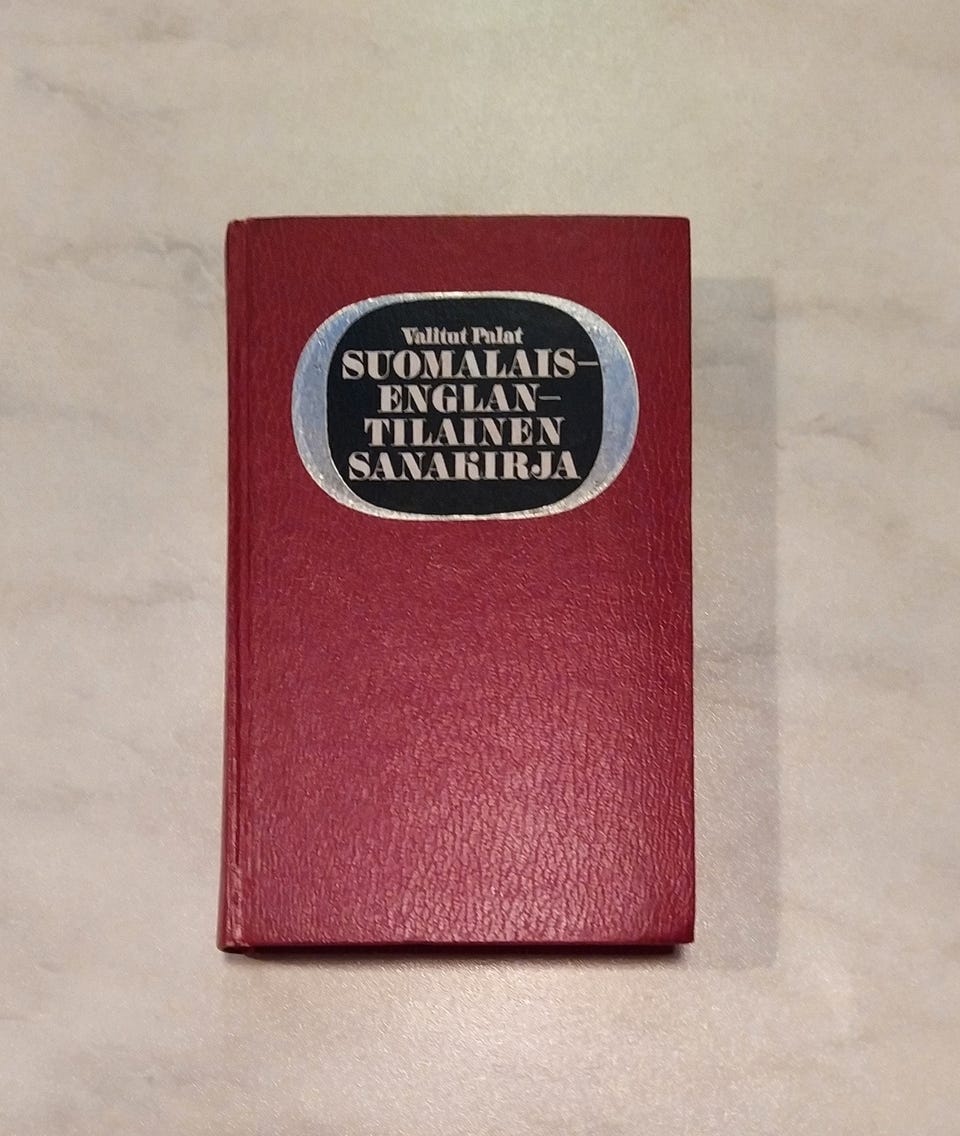 Valitut Palat
SUOMALAIS–
ENGLAN–
TILAINEN
SANAKIRJA